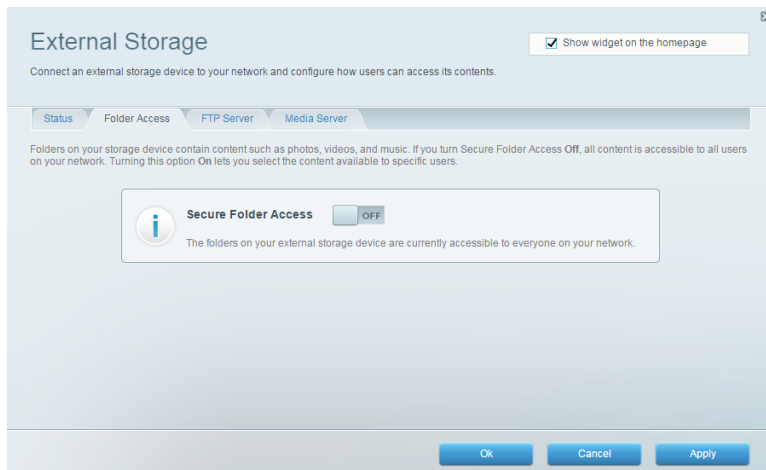 External Storage
Show widget on the homepage
Connect an external storage device to your network and configure how users can access its contents.
Status Folder Access FTP Server Media Server
Folders on your storage device contain content such as photos, videos, and music. If you turn Secure Folder Access Off, all content is accessible to all users
on your network. Turning this option On lets you select the content available to specific users.
Secure Folder Access OFF
The folders on your external storage device are currently accessible to everyone on your network.
Ok Cancel Apply